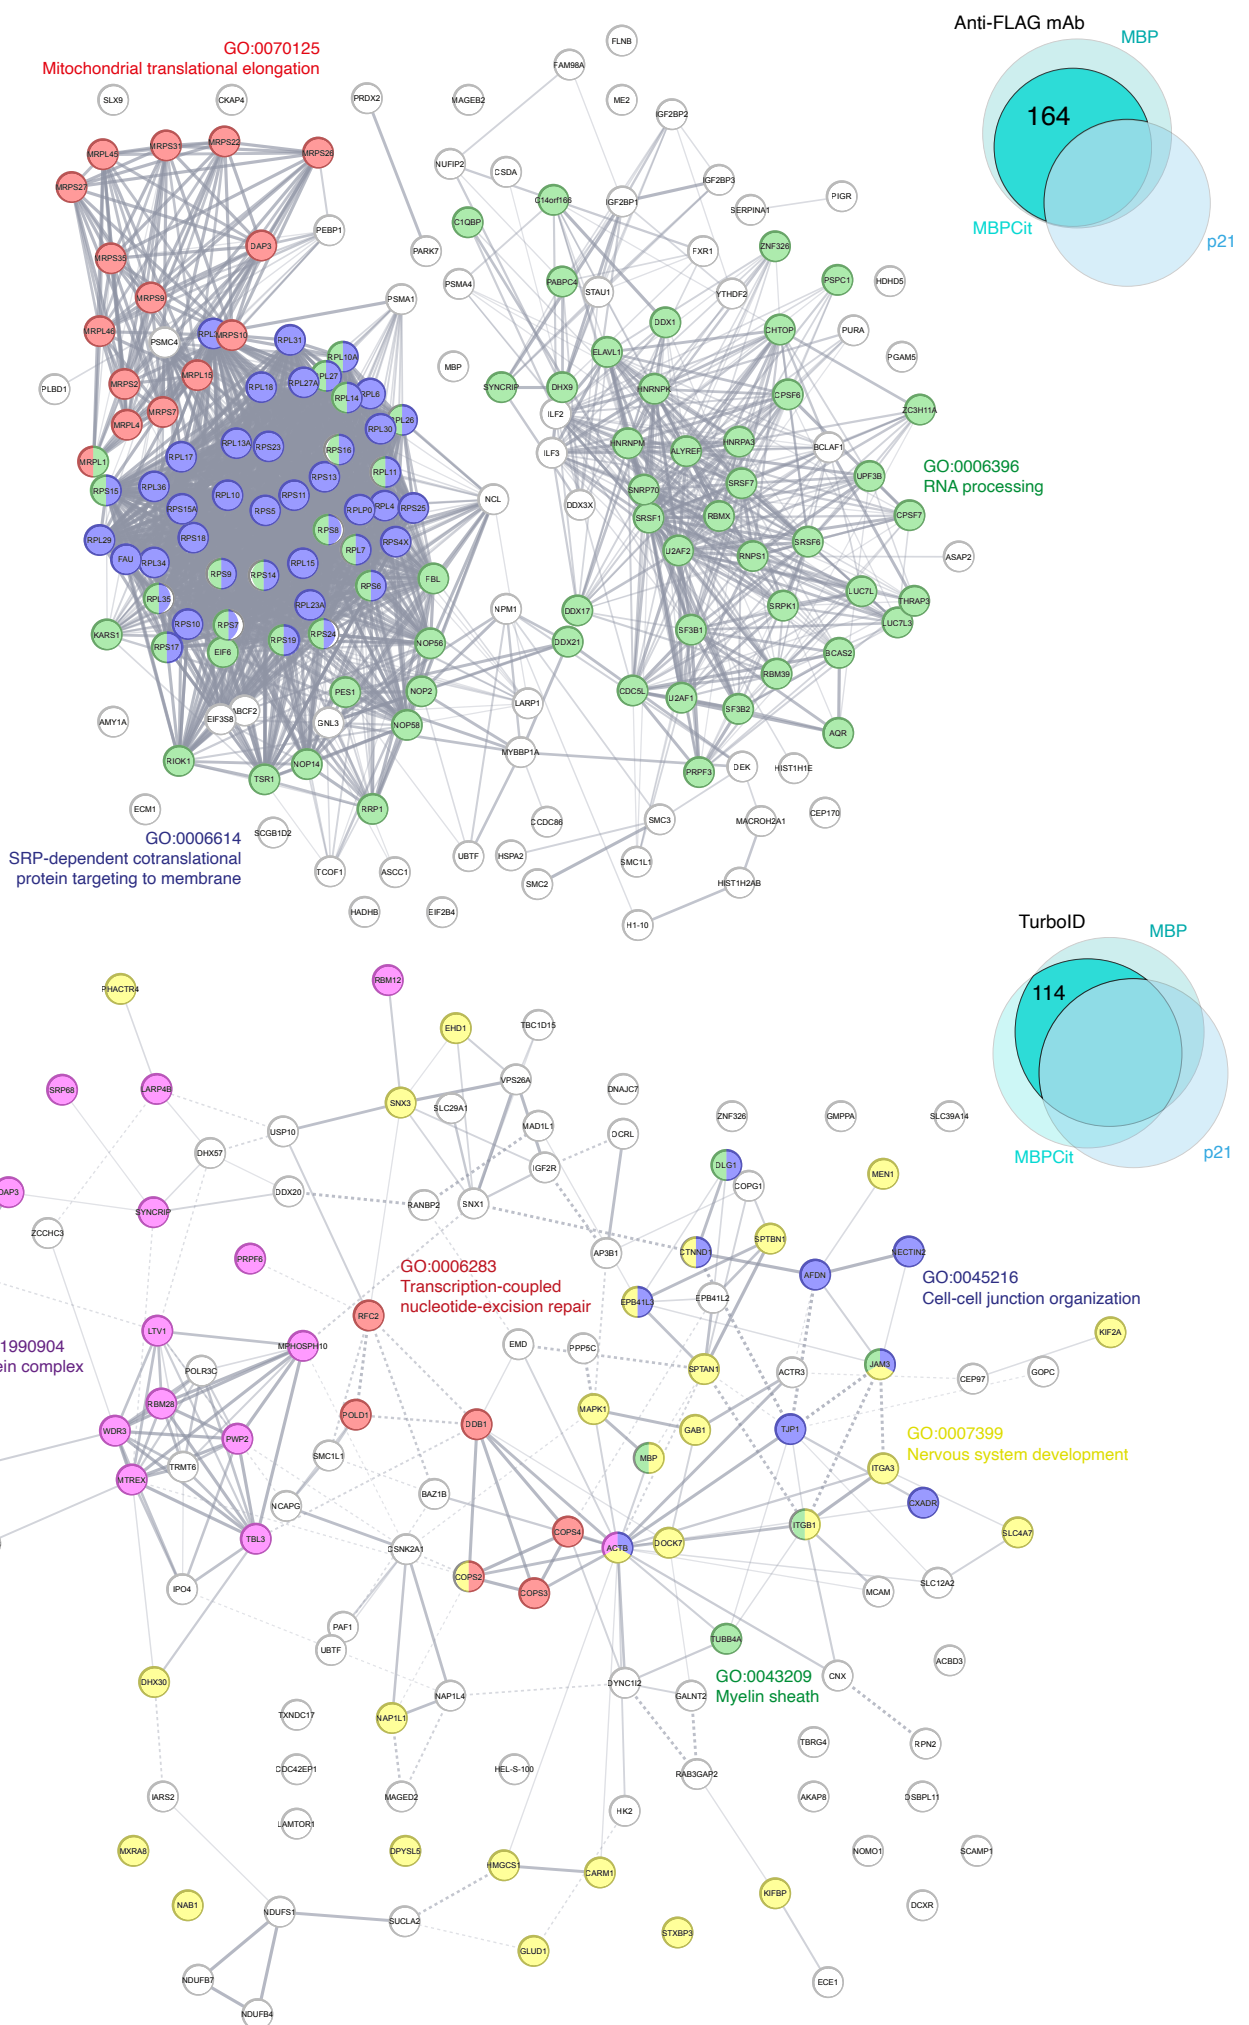 Anti-FLAG mAb
MBP
164
MBPCit
p21
GO:0070125
Mitochondrial translational elongation
FLNB
FAM98A
SLX9
CKAP4
PRDX2
MAGEB2
ME2
IGF2BP2
MRPL45
MRPS31
MRPS22
MRPS26
NUFIP2
CSDA
IGF2BP3
MRPS27
C14orf166
IGF2BP1
SERPINA1
PIGR
C1QBP
PEBP1
DAP3
PARK7
FXR1
ZNF326
MRPS35
PSMA4
PABPC4
STAU1
YTHDF2
PSPC1
HDHD5
MRPS9
PSMA1
MRPL46
PSMC4
MRPS10
RPL31
DDX1
CHTOP
PURA
ELAVL1
PGAM5
RPL10A
MBP
PLBD1
MRPS2
MRPL15
RPL18
RPL27A
RPL14
RPL6
SYNCRIP
DHX9
HNRNPK
CPSF6
ZC3H11A
MRPL4
MRPS7
RPL30
ILF2
RPL13A
RPS23
RPS16
ILF3
HNRNPM
ALYREF
HNRPA3
BCLAF1
MRPL1
RPL17
RPL11
GO:0006396
RNA processing
RPS15
RPL36
RPS13
SNRP70
SRSF7
UPF3B
RPL10
RPS11
NCL
RPS15A
RPS5
RPLP0
RPL4
RPS25
DDX3X
SRSF1
RBMX
CPSF7
RPL29
RPS18
RPS8
RPS4X
RPL7
U2AF2
RNPS1
SRSF6
ASAP2
FAU
RPL34
RPL15
RPS9
RPS14
RPS6
FBL
LUC7L
THRAP3
RPL35
RPL23A
NPM1
DDX17
SRPK1
LUC7L3
KARS1
RPS10
RPS7
RPS19
RPS24
SF3B1
RPS17
EIF6
NOP56
DDX21
BCAS2
RBM39
PES1
NOP2
CDC5L
U2AF1
SF3B2
AMY1A
EIF3S8
ABCF2
GNL3
NOP58
LARP1
AQR
RIOK1
TSR1
NOP14
MYBBP1A
PRPF3
DEK
HIST1H1E
ECM1
RRP1
SCGB1D2
CCDC86
SMC3
MACROH2A1
CEP170
GO:0006614
SRP-dependent cotranslational
protein targeting to membrane
TCOF1
ASCC1
UBTF
HSPA2
SMC2
SMC1L1
HIST1H2AB
HADHB
EIF2B4
H1-10
TurboID
MBP
114
MBPCit
p21
PHACTR4
RBM12
EHD1
TBC1D15
SRP68
LARP4B
SNX3
SLC29A1
VPS26A
DNAJC7
ZNF326
GMPPA
SLC39A14
USP10
MAD1L1
DCRL
DHX57
IGF2R
DLG1
MEN1
COPG1
DAP3
DDX20
RANBP2
SNX1
SYNCRIP
ZCCHC3
PRPF6
AP3B1
CTNND1
SPTBN1
NECTIN2
GO:0006283
Transcription-coupled
nucleotide-excision repair
AFDN
GO:0045216
Cell-cell junction organization
RFC2
EPB41L3
EPB41L2
1990904
ein complex
LTV1
MPHOSPH10
POLR3C
EMD
PPP5C
SPTAN1
ACTR3
JAM3
KIF2A
CEP97
GOPC
RBM28
WDR3
PWP2
POLD1
DDB1
MAPK1
GAB1
TJP1
GO:0007399
Nervous system development
SMC1L1
MBP
MTREX
TRMT6
ITGA3
NCAPG
BAZ1B
CXADR
TBL3
CSNK2A1
COPS4
ACTB
DOCK7
ITGB1
SLC4A7
IPO4
COPS2
COPS3
MCAM
SLC12A2
PAF1
UBTF
TUBB4A
ACBD3
GO:0043209
Myelin sheath
DHX30
NAP1L4
DYNC1I2
GALNT2
CNX
TXNDC17
NAP1L1
TBRG4
RPN2
CDC42EP1
HEL-S-100
RAB3GAP2
IARS2
MAGED2
HK2
AKAP8
OSBPL11
LAMTOR1
MXRA8
DPYSL5
HMGCS1
CARM1
NOMO1
SCAMP1
NAB1
KIFBP
DCXR
NDUFS1
SUCLA2
STXBP3
GLUD1
NDUFB7
ECE1
NDUFB4